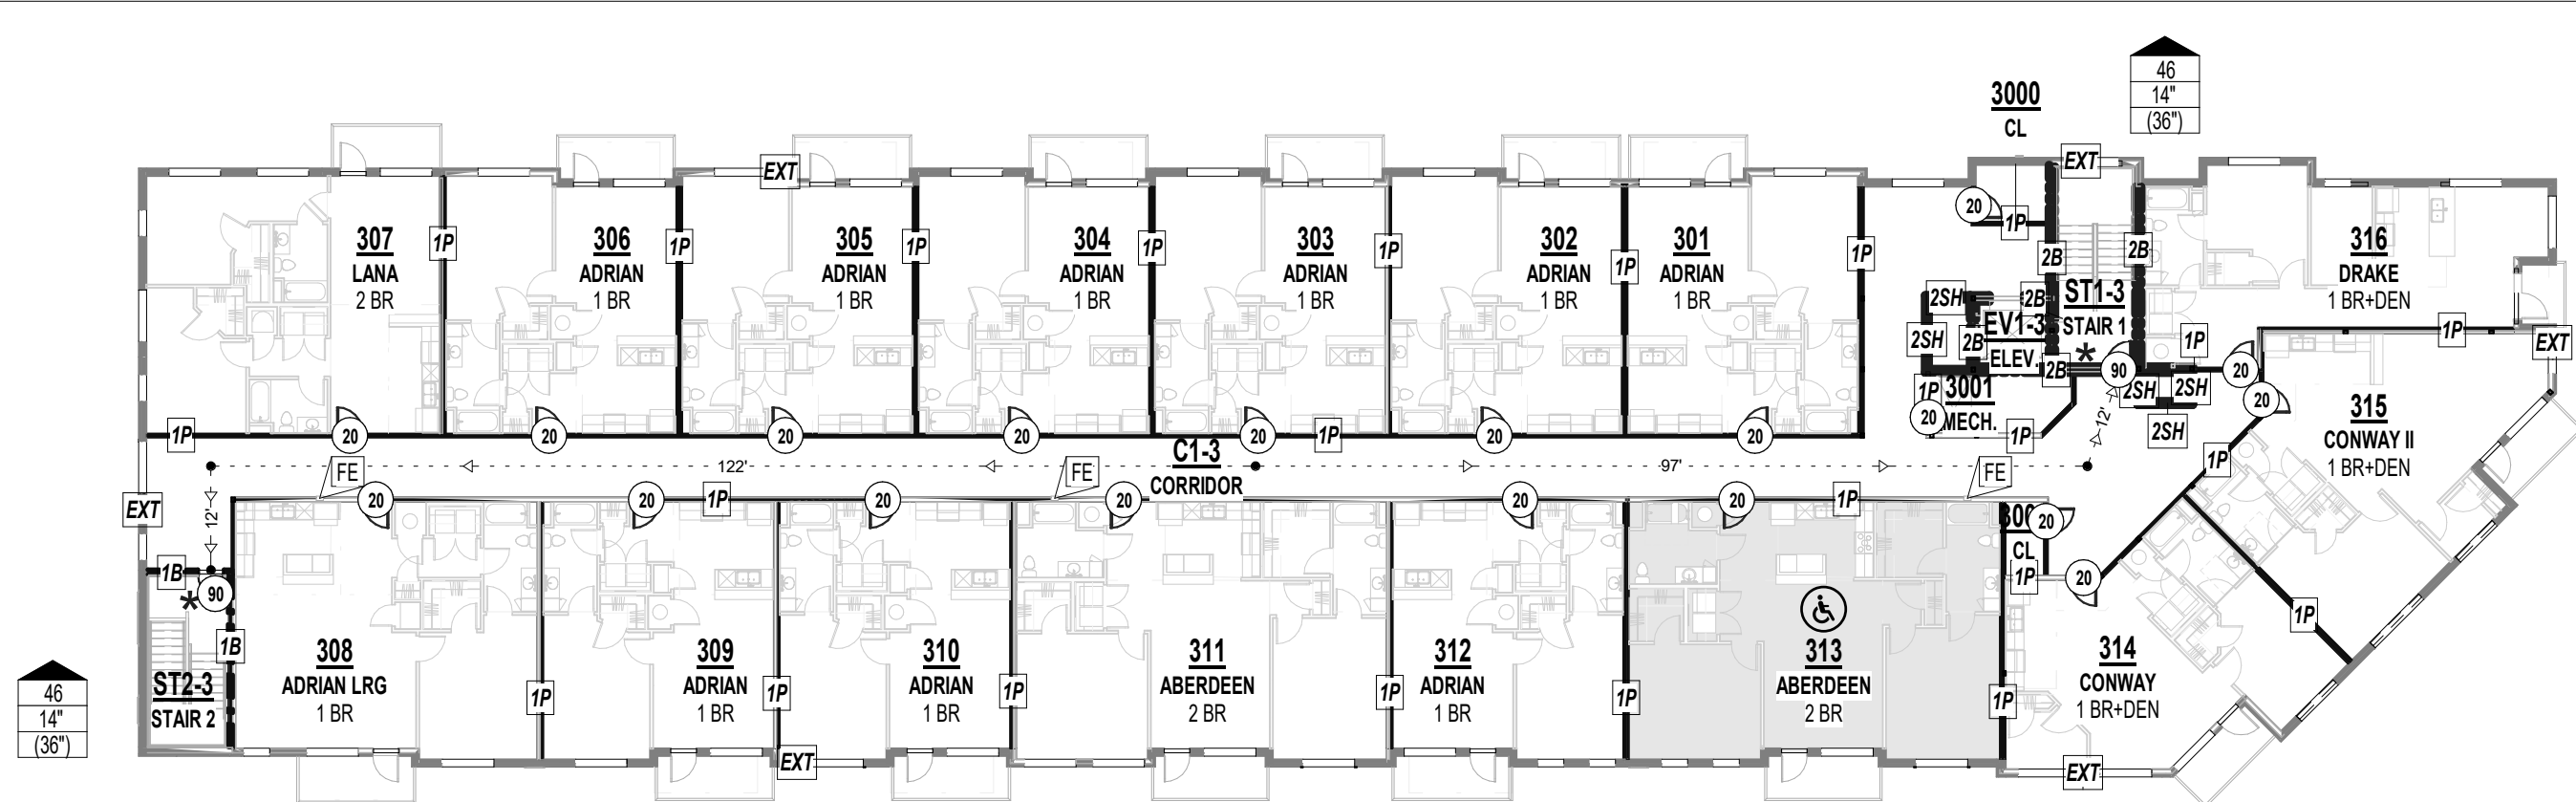 46
14"
(36")
3000
CL
EXT
EXT
20
1P
307
LANA
2 BR
1P
306
ADRIAN
1 BR
1P
305
ADRIAN
1 BR
1P
304
ADRIAN
1 BR
1P
303
ADRIAN
1 BR
1P
302
ADRIAN
1 BR
1P
301
ADRIAN
1 BR
1P
2B
2B
316
DRAKE
1 BR+DEN
2SH
2B
ST1-3
STAIR 1
*
2SH
EV1-3
2B
ELEV.
2B
90
1P
1P
EXT
2SH
2SH
20
20
2SH
1P
3001
20
MECH.
1P
12'
315
CONWAY II
1 BR+DEN
1P
1P
20
20
20
20
20
1P
20
20
C1-3
CORRIDOR
122'
97'
FE
FE
FE
EXT
12'
20
20
1P
20
20
20
20
1P
20
CL
1P
20
1B
90
*
1B
ST2-3
STAIR 2
46
14"
(36")
308
ADRIAN LRG
1 BR
1P
309
ADRIAN
1 BR
1P
310
ADRIAN
1 BR
1P
311
ABERDEEN
2 BR
1P
312
ADRIAN
1 BR
1P
313
ABERDEEN
2 BR
1P
314
CONWAY
1 BR+DEN
1P
EXT
EXT